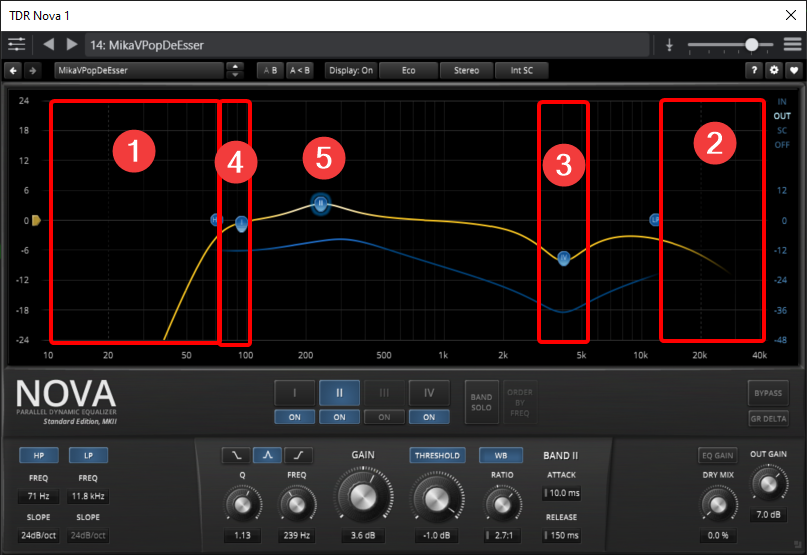 TDR Nova 1
14: MikaVPopDeEsser
MikaVPopDeEsser A B A < B Display: On Eco Stereo Int SC ?
24 IN
OUT
18 SC
OFF
12 12
6
0 0
-6 -12
-12 -24
-18 -36
-24 -48
1 4 5 3 2
H I II IV LP
10 20 50 100 200 500 1k 2k 5k 10k 20k 40k
NOVA
PARALLEL DYNAMIC EQUALIZER
Standard Edition, MKII
I II III IV
ON ON ON ON
BAND SOLO
ORDER BY FREQ
BYPASS
GR DELTA
HP LP
FREQ FREQ
71 Hz 11.8 kHz
SLOPE SLOPE
24dB/oct 24dB/oct
GAIN THRESHOLD WB BAND II
Q FREQ RATIO ATTACK
10.0 ms
RELEASE
1.13 239 Hz 3.6 dB -1.0 dB 2.7:1 150 ms
EQ GAIN OUT GAIN
DRY MIX
7.0 dB
0.0 %